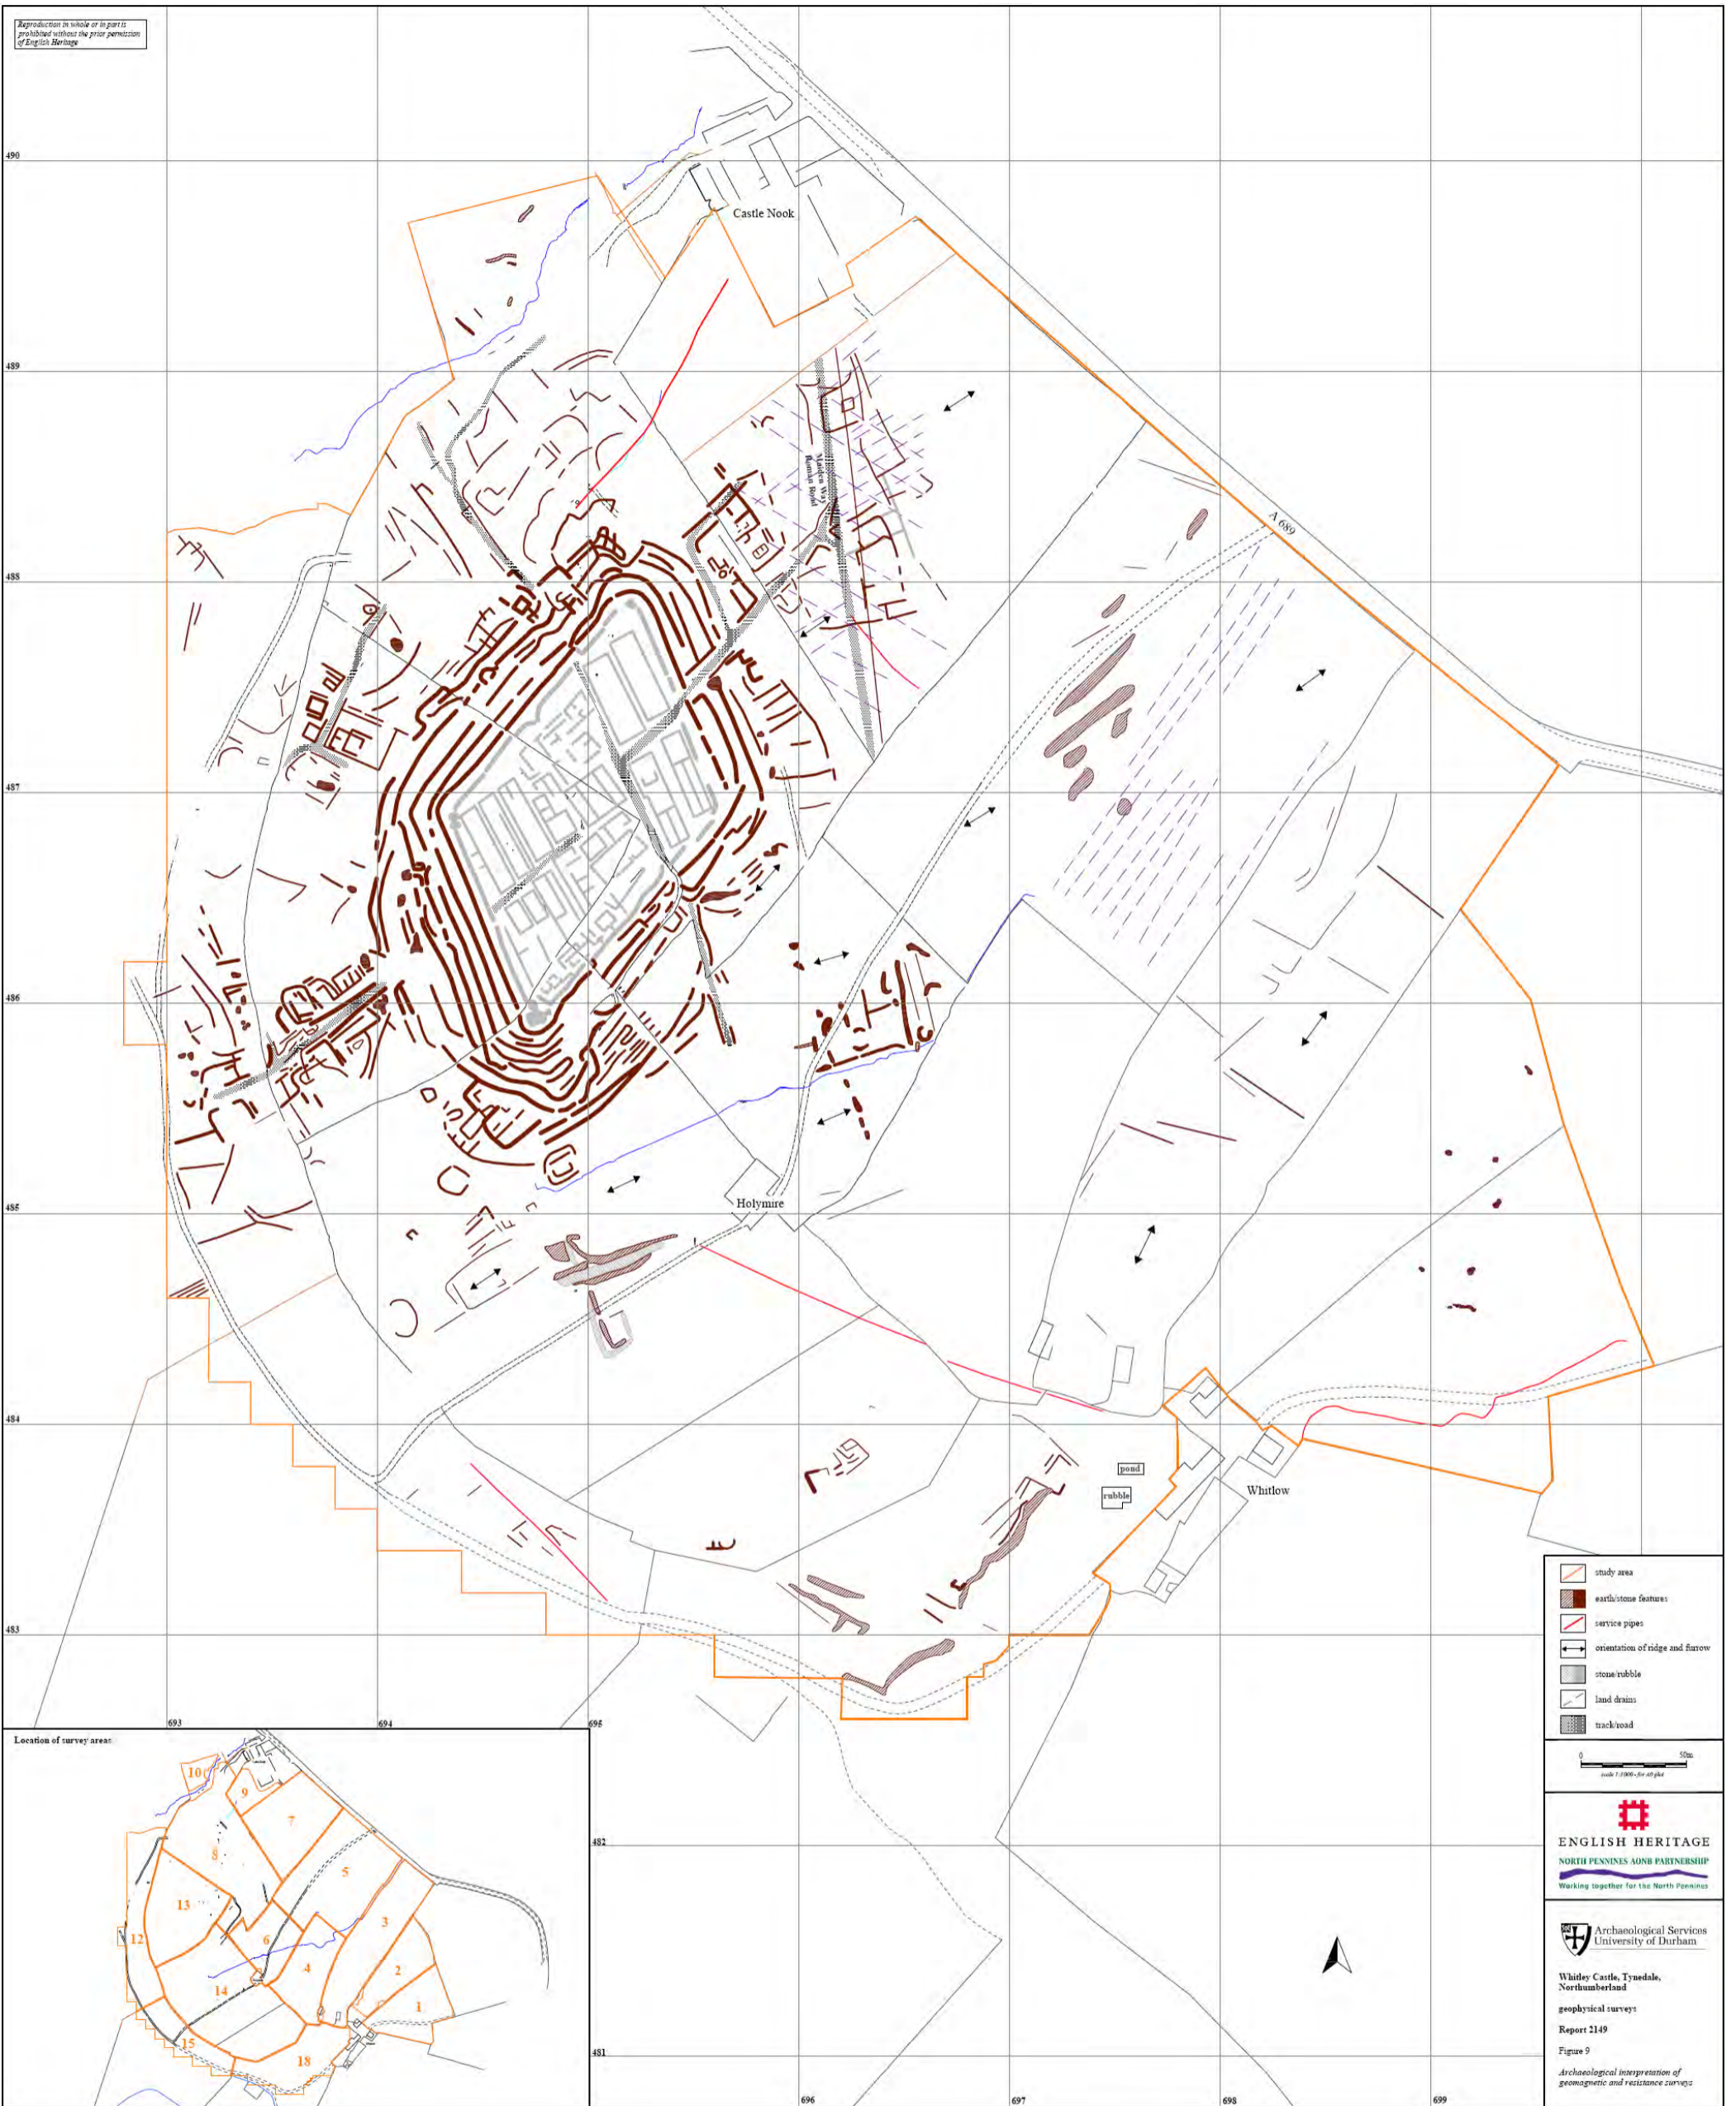 Reproduction in whole or in part is
prohibited without the prior permission
of English Heritage
490
Castle Nook
489
Maiden Way
Roman Road
A 689
488
487
486
485
Holymire
484
pond
rubble
Whitlow
483
693
694
695
482
481
696
697
698
699
Location of survey areas
10
9
7
8
5
13
3
12
6
4
2
14
1
15
18
study area
earth/stone features
service pipes
orientation of ridge and furrow
stone/rubble
land drains
track/road
0
50m
scale 1:1000 - for A0 plot
ENGLISH HERITAGE
NORTH PENNINES AONB PARTNERSHIP
Working together for the North Pennines
Archaeological Services
University of Durham
Whitley Castle, Tynedale,
Northumberland
geophysical surveys
Report 2149
Figure 9
Archaeological interpretation of
geomagnetic and resistance surveys